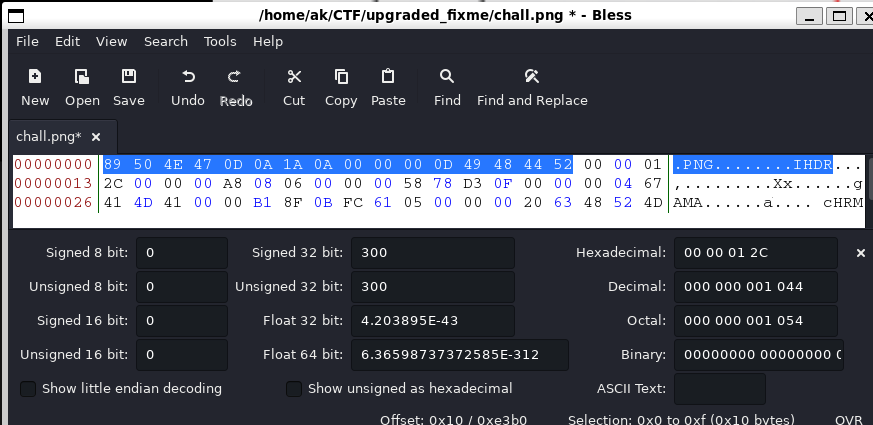 /home/ak/CTF/upgraded_fixme/chall.png * - Bless
File Edit View Search Tools Help
New Open Save Undo Redo Cut Copy Paste Find Find and Replace
chall.png*
00000000 89 50 4E 47 0D 0A 1A 0A 00 00 00 0D 49 48 44 52 00 00 01 .PNG........IHDR...
00000013 2C 00 00 00 A8 08 06 00 00 00 58 78 D3 0F 00 00 00 04 67 ,.........Xx......g
00000026 41 4D 41 00 00 B1 8F 0B FC 61 05 00 00 00 20 63 48 52 4D AMA......a.... cHRM
Signed 8 bit: 0 Signed 32 bit: 300 Hexadecimal: 00 00 01 2C
Unsigned 8 bit: 0 Unsigned 32 bit: 300 Decimal: 000 000 001 044
Signed 16 bit: 0 Float 32 bit: 4.203895E-43 Octal: 000 000 001 054
Unsigned 16 bit: 0 Float 64 bit: 6.36598737372585E-312 Binary: 00000000 00000000 0
Show little endian decoding Show unsigned as hexadecimal ASCII Text:
Offset: 0x10 / 0xe3b0 Selection: 0x0 to 0xf (0x10 bytes) OVR